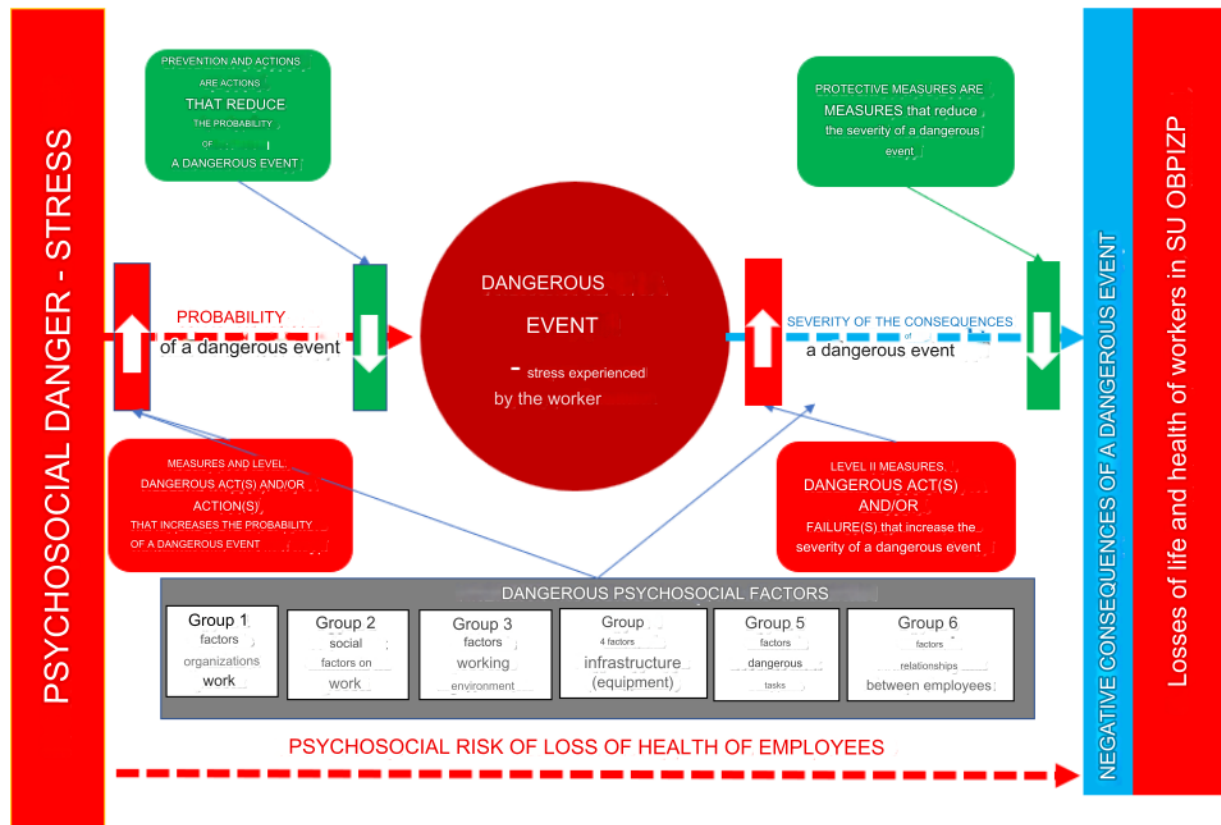 PSYCHOSOCIAL DANGER - STRESS
PREVENTION AND ACTIONS
ARE ACTIONS
THAT REDUCE
THE PROBABILITY
OF
A DANGEROUS EVENT
PROTECTIVE MEASURES ARE
MEASURES that reduce
the severity of a dangerous
event
PROBABILITY
of a dangerous event
DANGEROUS
EVENT
- stress experienced
by the worker
SEVERITY OF THE CONSEQUENCES
of
a dangerous event
MEASURES AND LEVEL
DANGEROUS ACT(S) AND/OR
ACTION(S)
THAT INCREASES THE PROBABILITY
OF A DANGEROUS EVENT
LEVEL II MEASURES.
DANGEROUS ACT(S)
AND/OR
FAILURE(S) that increase the
severity of a dangerous event
DANGEROUS PSYCHOSOCIAL FACTORS
Group 1
factors
organizations
work
Group 2
social
factors on
work
Group 3
factors
working
environment
Group
4 factors
infrastructure
(equipment)
Group 5
factors
dangerous
tasks
Group 6
factors
relationships
between employees
PSYCHOSOCIAL RISK OF LOSS OF HEALTH OF EMPLOYEES
NEGATIVE CONSEQUENCES OF A DANGEROUS EVENT
Losses of life and health of workers in SU OBPIZP